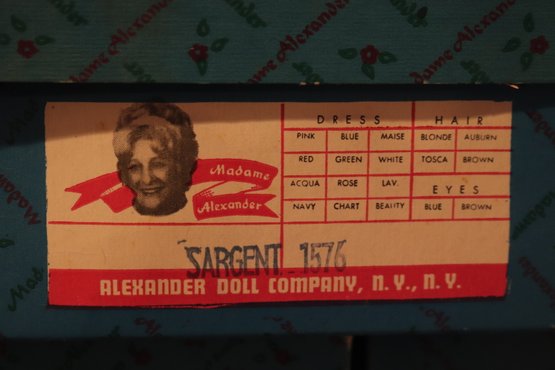 Madame Alexander
Madame Alexander
DRESS HAIR
PINK BLUE MAISE BLONDE AUBURN
RED GREEN WHITE TOSCA BROWN
ACQUA ROSE LAV. EYES
NAVY CHART BEAUTY BLUE BROWN
Madame
Alexander
SARGENT 1576
ALEXANDER DOLL COMPANY, N.Y., N.Y.